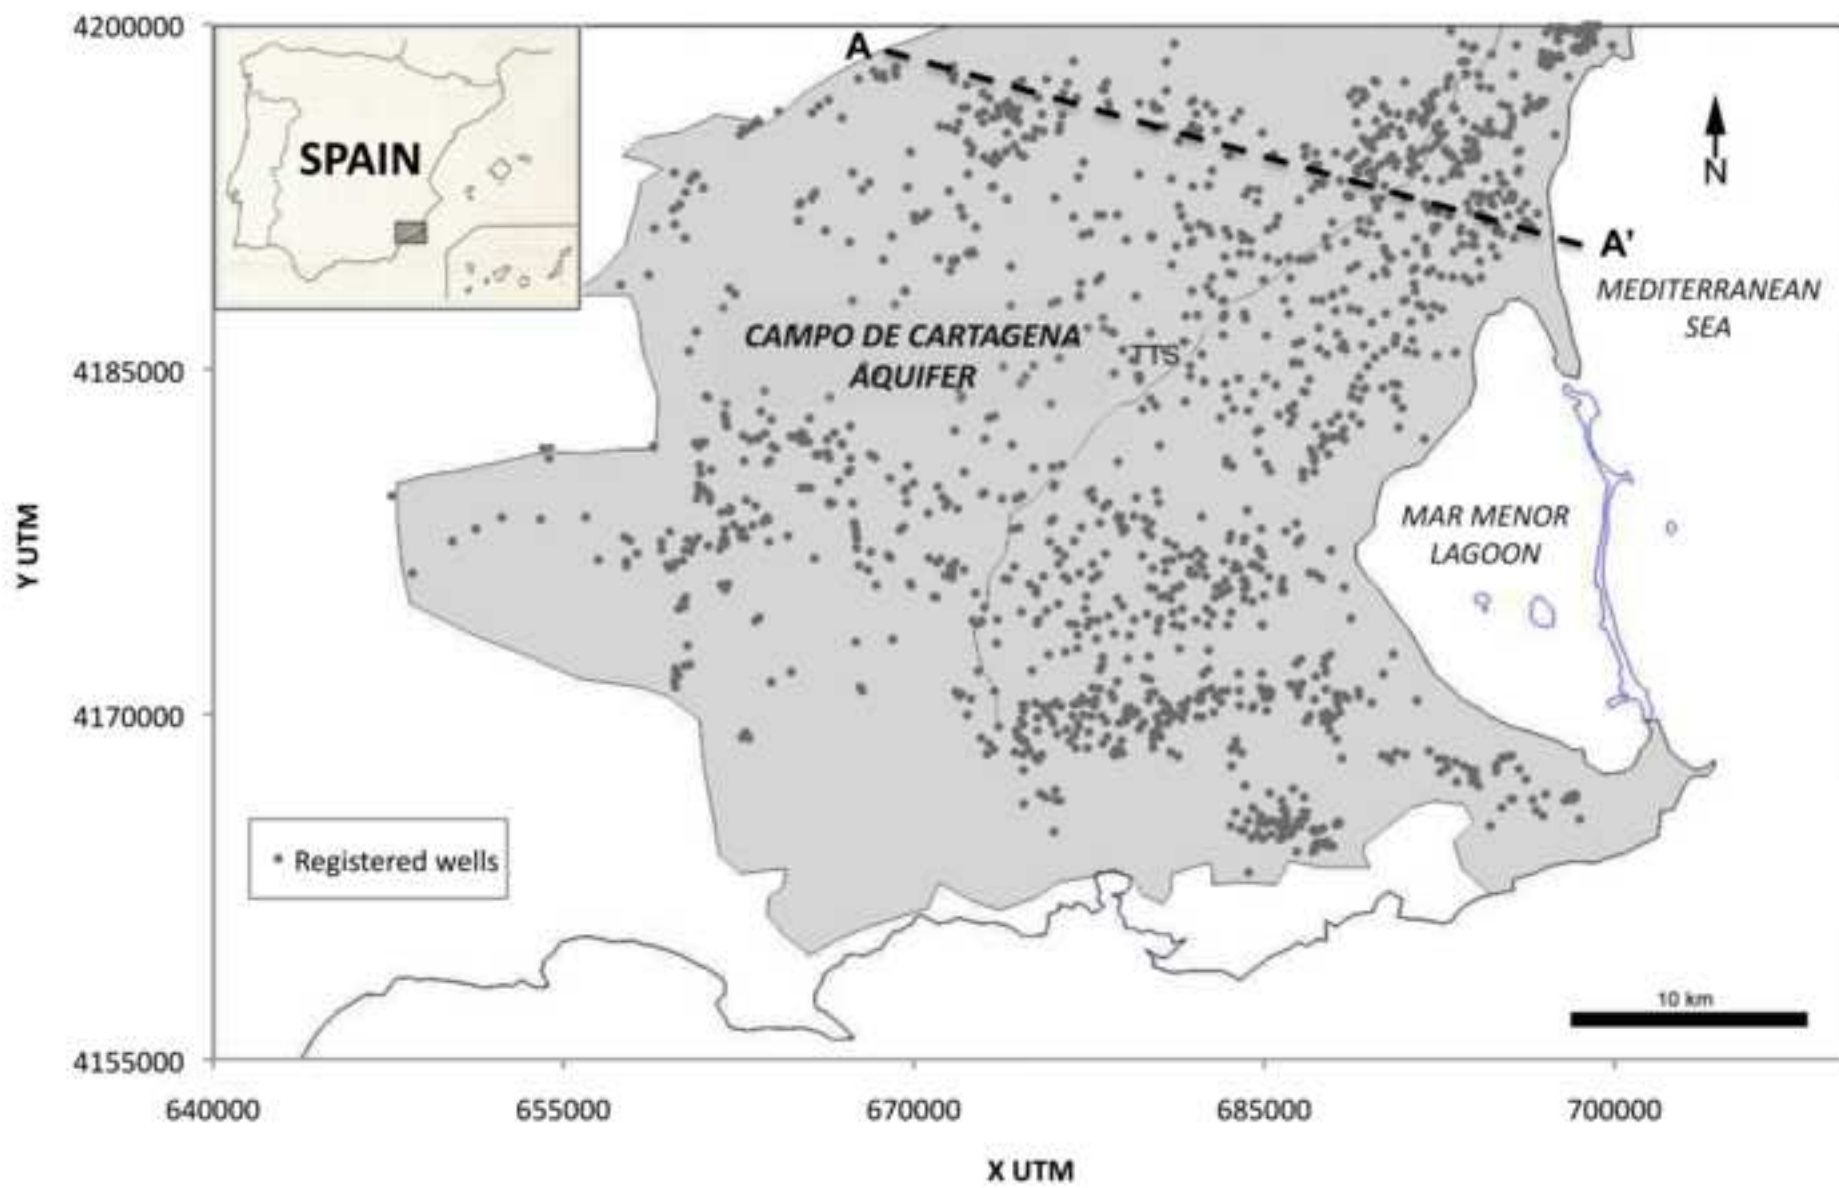 4200000
A
SPAIN
N
A'
MEDITERRANEAN
SEA
CAMPO DE CARTAGENA
AQUIFER
TTS
4185000
MAR MENOR
LAGOON
Y UTM
4170000
Registered wells
10 km
4155000
640000
655000
670000
685000
700000
X UTM